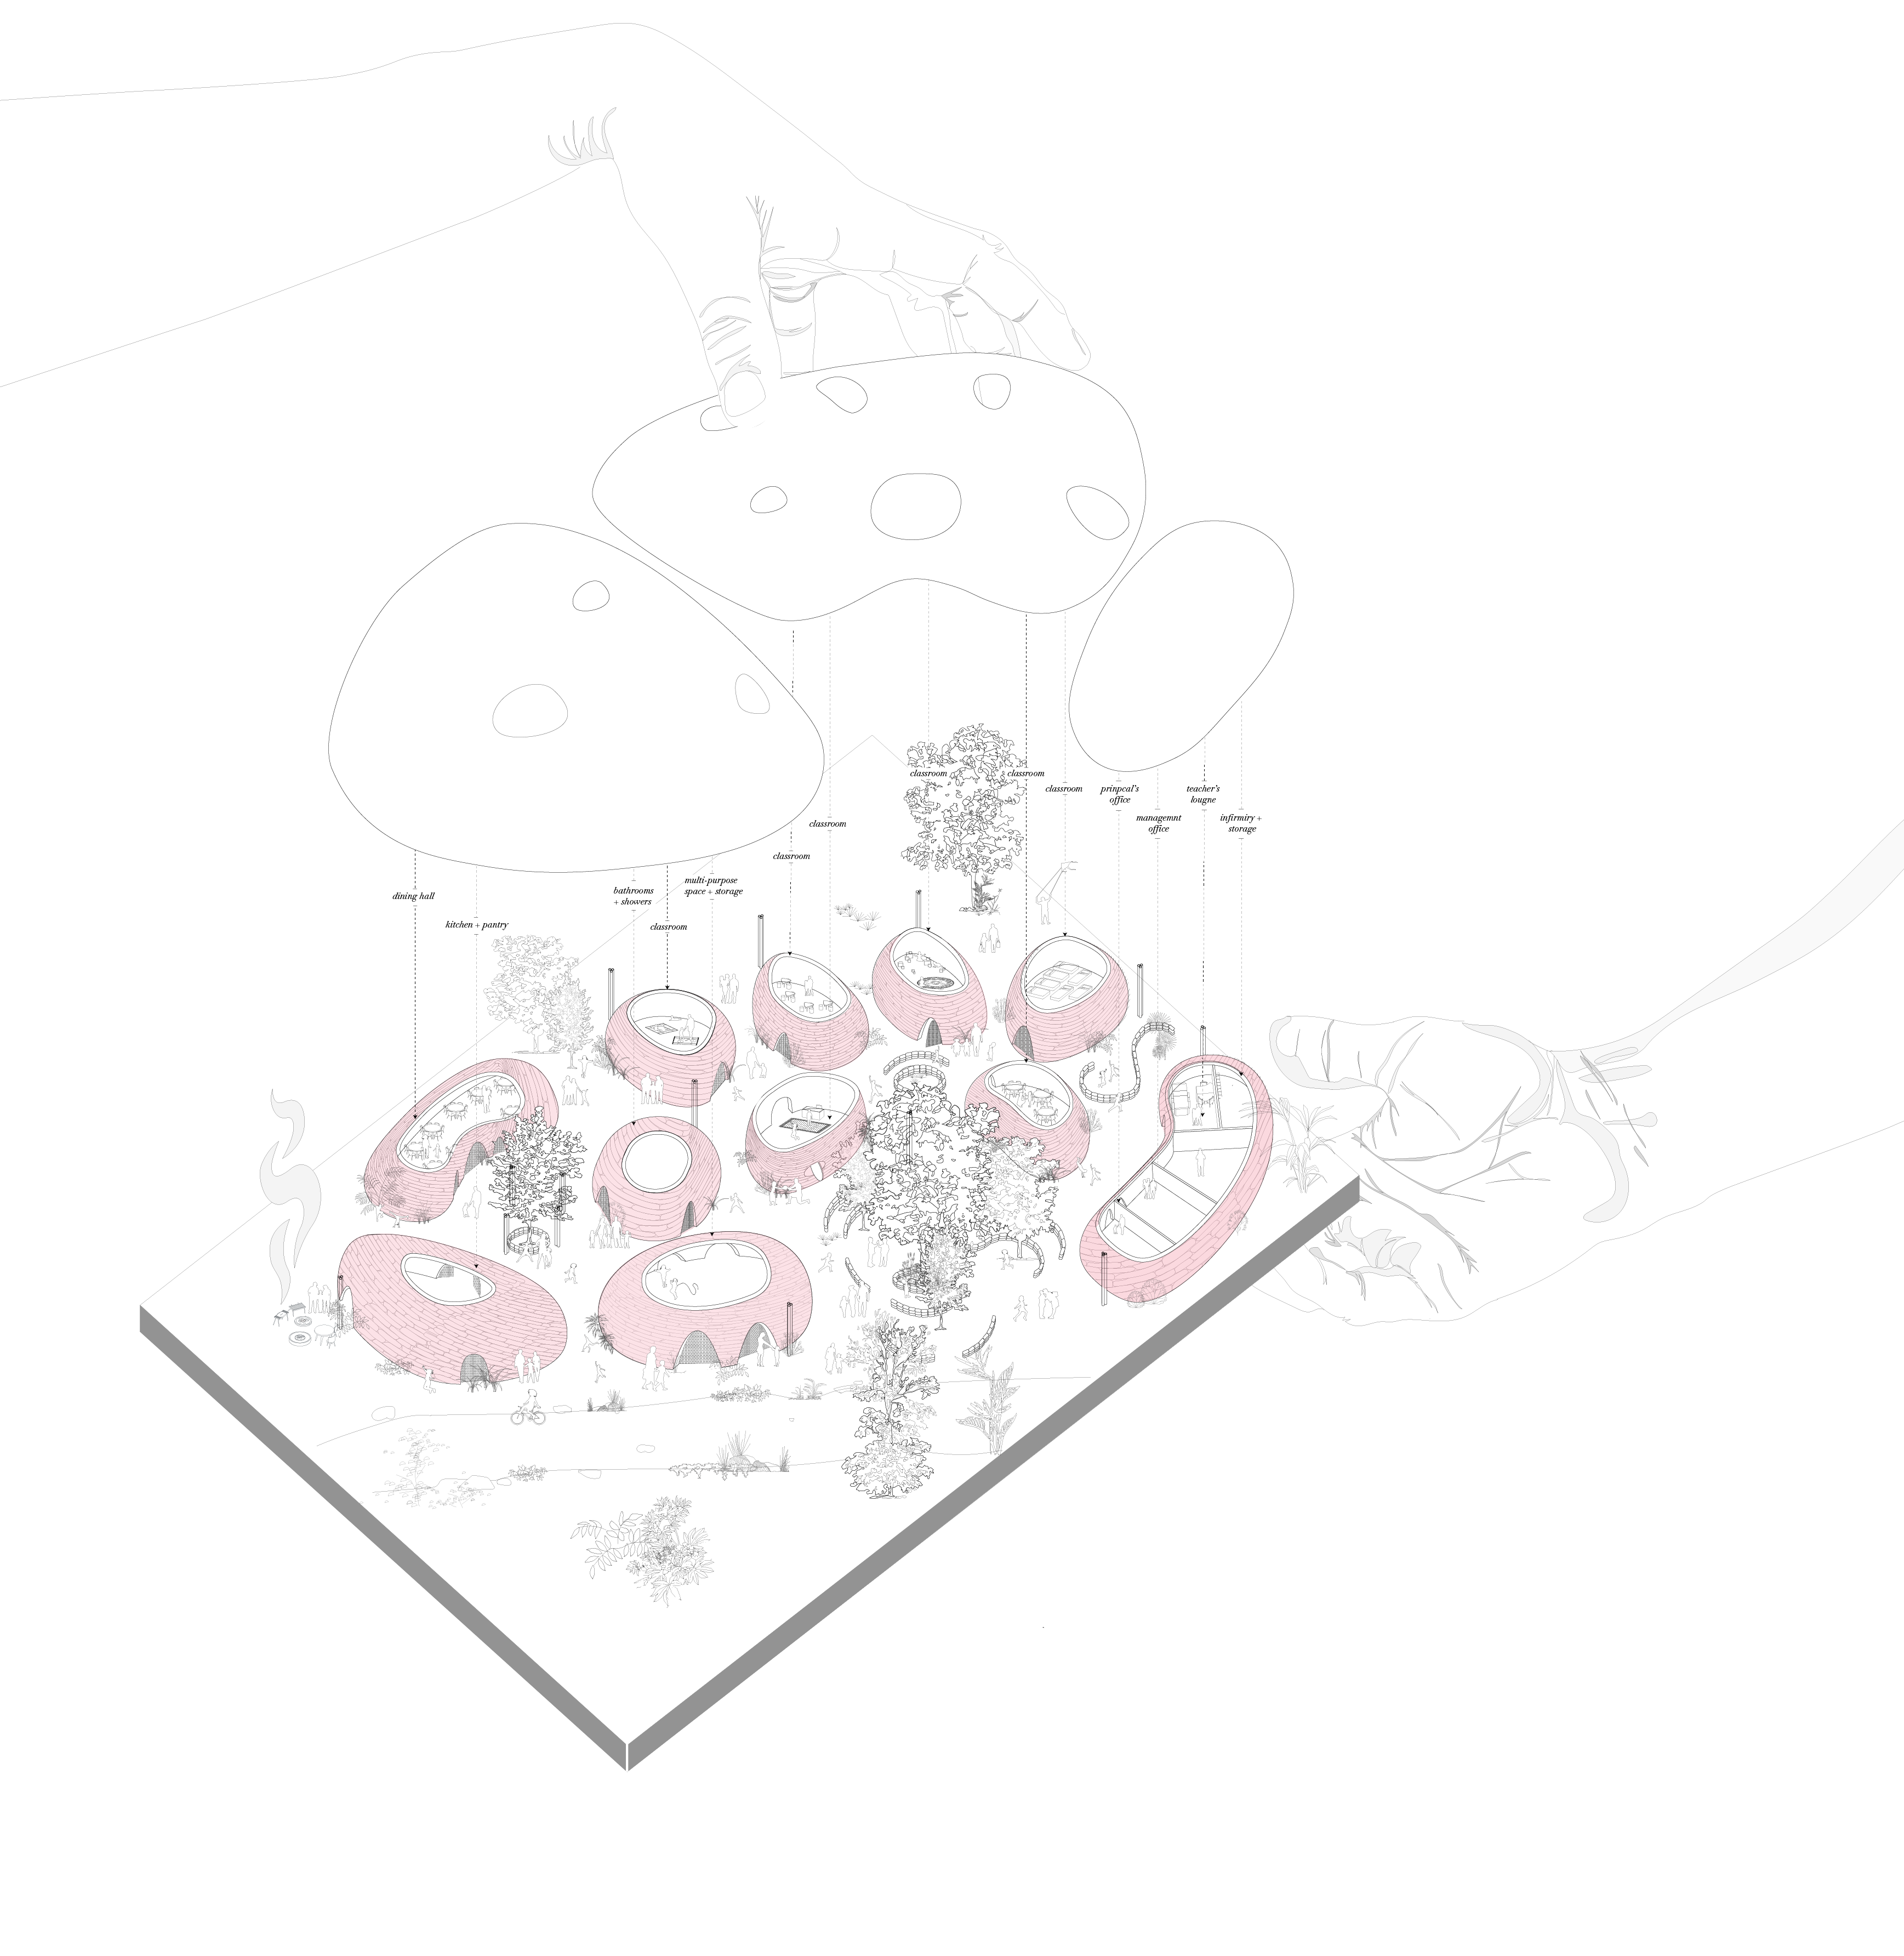 classroom
classroom
classroom
prinpcal's
office
teacher's
lougne
managemnt
office
infirmiry +
storage
classroom
classroom
multi-purpose
space + storage
bathrooms
+ showers
dining hall
kitchen + pantry
classroom